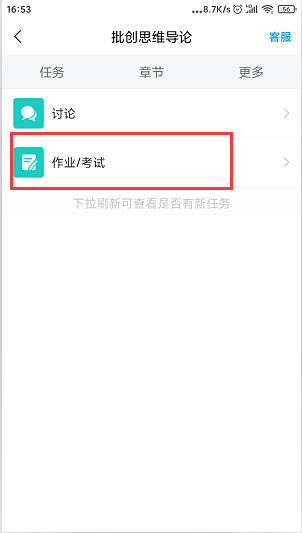 16:53 ...8.7K/s 56
批创思维导论 客服
任务 章节 更多
讨论
作业/考试
下拉刷新可查看是否有新任务